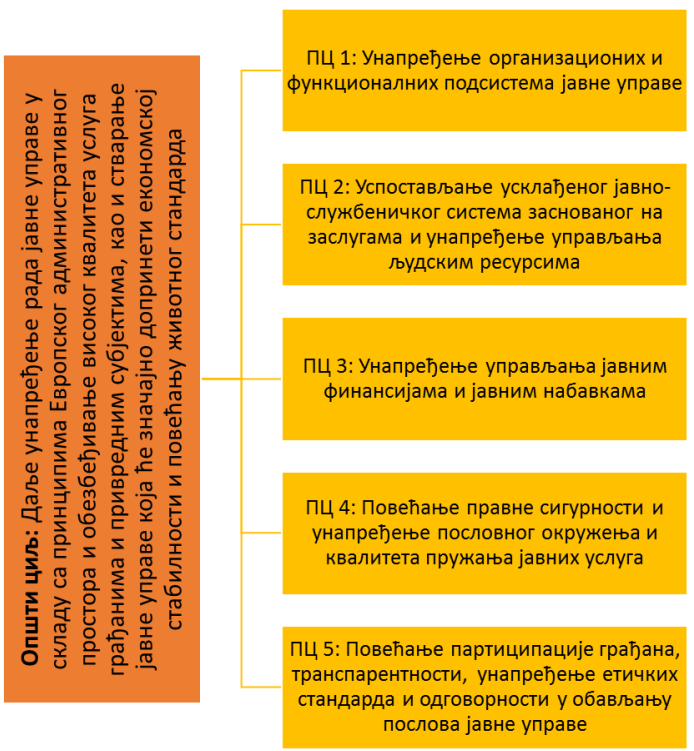 Општи циљ: Даље унапређење рада јавне управе у
складу са принципима Европског административног
простора и обезбеђивање високог квалитета услуга
грађанима и привредним субјектима, као и стварање
јавне управе која ће значајно допринети економској
стабилности и повећању животног стандарда
ПЦ 1: Унапређење организационих и
функционалних подсистема јавне управе
ПЦ 2: Успостављање усклађеног јавно-
службеничког система заснованог на
заслугама и унапређење управљања
људским ресурсима
ПЦ 3: Унапређење управљања јавним
финансијама и јавним набавкама
ПЦ 4: Повећање правне сигурности и
унапређење пословног окружења и
квалитета пружања јавних услуга
ПЦ 5: Повећање партиципације грађана,
транспарентности, унапређење етичких
стандарда и одговорности у обављању
послова јавне управе